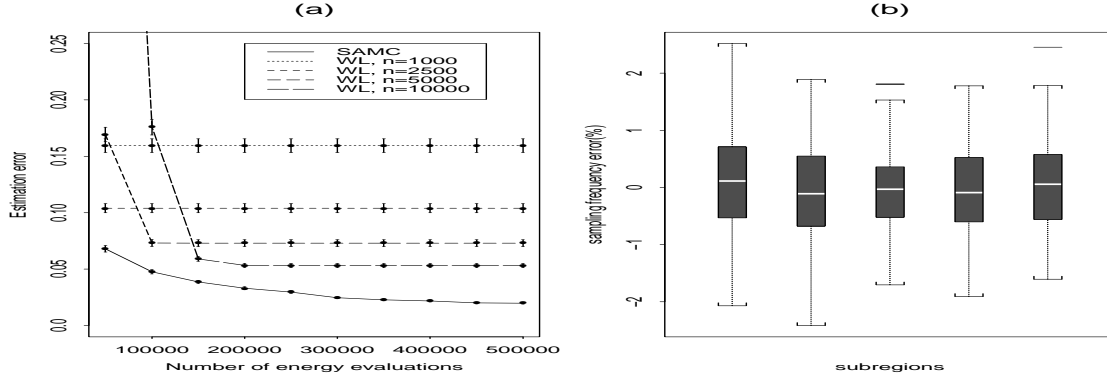 (a)
0.25
0.20
0.15
0.10
0.05
0.0
Estimation error
SAMC
WL, n=1000
WL, n=2500
WL, n=5000
WL, n=10000
100000 200000 300000 400000 500000
Number of energy evaluations
(b)
2
1
0
−1
−2
sampling frequency error(%)
subregions